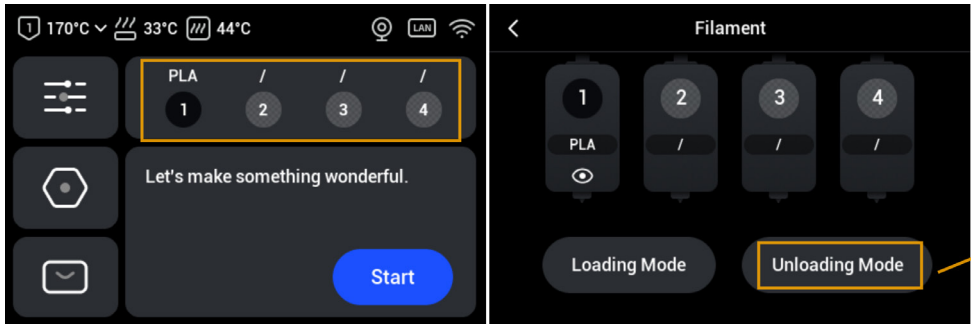 1 170°C 33°C 44°C LAN
PLA / / /
1 2 3 4
Let's make something wonderful.
Start
Filament
1 2 3 4
PLA / / /
Loading Mode Unloading Mode